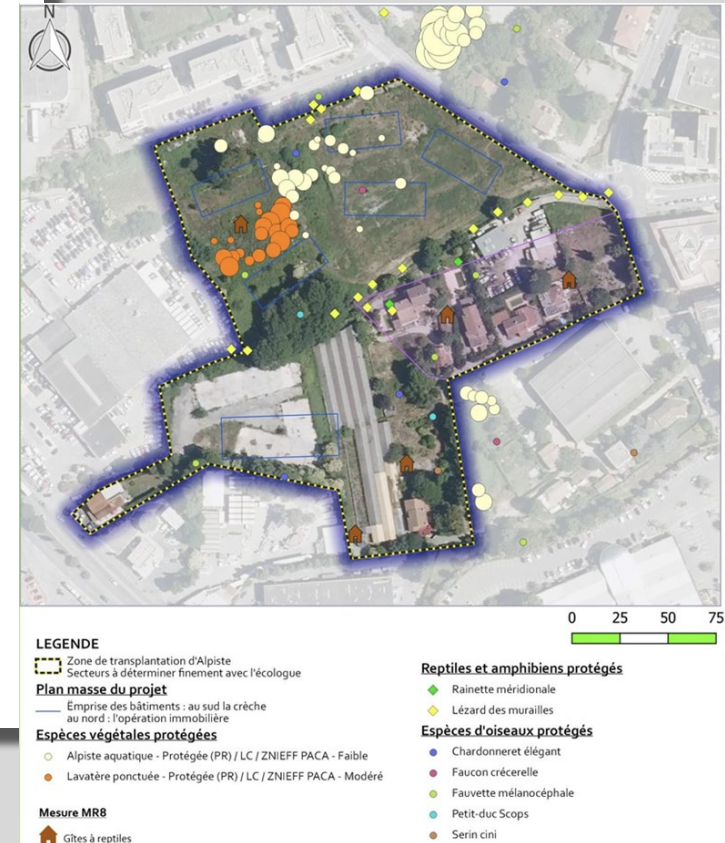 N
0 25 50 75
LEGENDE
Zone de transplantation d'Alpiste
Secteurs à déterminer finement avec l'écologue
Plan masse du projet
Emprise des bâtiments : au sud la crèche
au nord : l'opération immobilière
Espèces végétales protégées
Alpiste aquatique - Protégée (PR) / LC / ZNIEFF PACA - Faible
Lavatère ponctuée - Protégée (PR) / LC / ZNIEFF PACA - Modéré
Mesure MR8
Gîtes à reptiles
Reptiles et amphibiens protégés
Rainette méridionale
Lézard des murailles
Espèces d'oiseaux protégés
Chardonneret élégant
Faucon crécerelle
Fauvette mélanocéphale
Petit-duc Scops
Serin cini